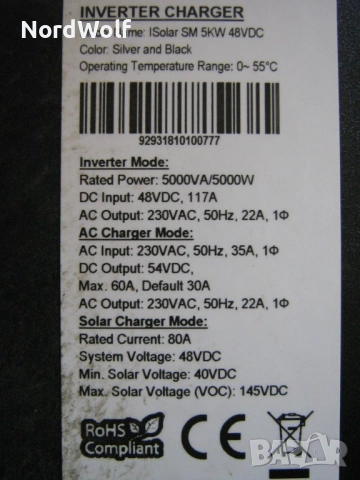 NordWolf
INVERTER CHARGER
me: ISolar SM 5KW 48VDC
Color: Silver and Black
Operating Temperature Range: 0~ 55°C
92931810100777
Inverter Mode:
Rated Power: 5000VA/5000W
DC Input: 48VDC, 117A
AC Output: 230VAC, 50Hz, 22A, 1Φ
AC Charger Mode:
AC Input: 230VAC, 50Hz, 35A, 1Φ
DC Output: 54VDC,
Max. 60A, Default 30A
AC Output: 230VAC, 50Hz, 22A, 1Φ
Solar Charger Mode:
Rated Current: 80A
System Voltage: 48VDC
Min. Solar Voltage: 40VDC
Max. Solar Voltage (VOC): 145VDC
RoHS
Compliant
CE
BAZAR